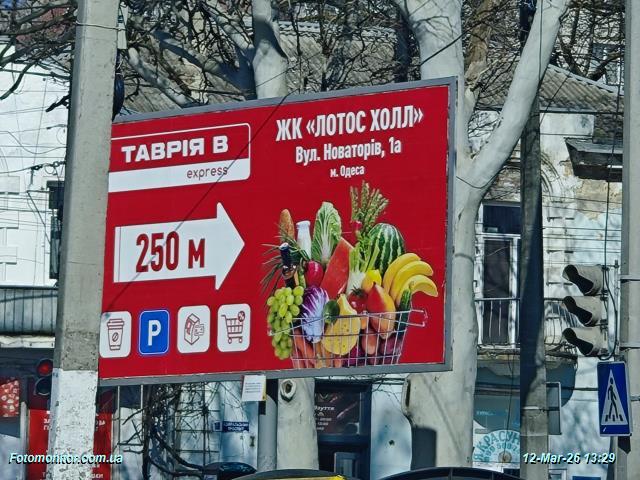 ТАВРІЯ В
express
ЖК «ЛОТОС ХОЛЛ»
Вул. Новаторів, 1а
м. Одеса
250 м
P
Fotomonitor.com.ua
12-Mar-26 13:29